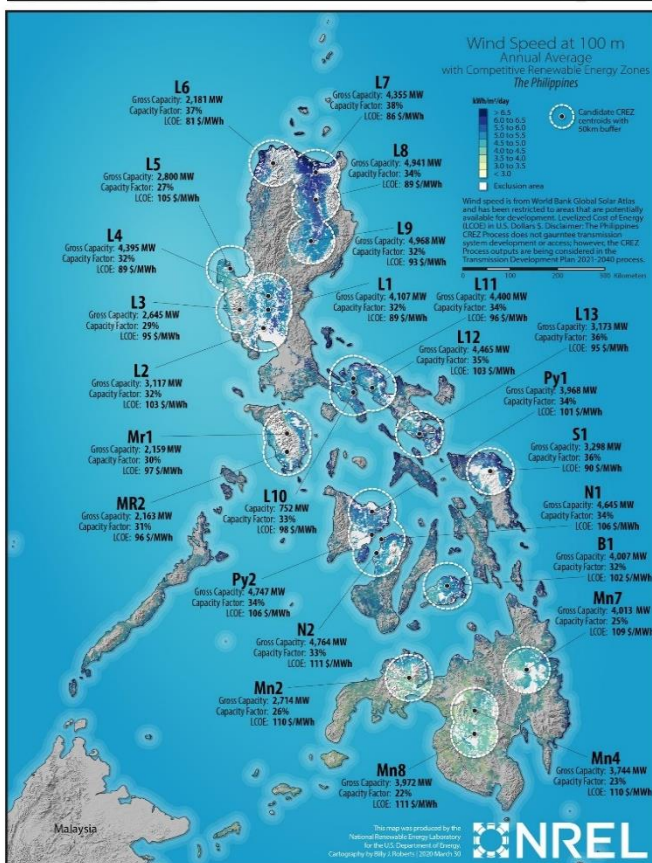 Wind Speed at 100 m
Annual Average
with Competitive Renewable Energy Zones
The Philippines
kWh/m²/day
> 6.5
6.0 to 6.5
5.5 to 6.0
5.0 to 5.5
4.5 to 5.0
4.0 to 4.5
3.5 to 4.0
3.0 to 3.5
< 3.0
Exclusion area
Candidate CREZ
centroids with
50km buffer
Wind speed is from World Bank Global Solar Atlas
and has been restricted to areas that are potentially
available for development. Levelized Cost of Energy
(LCOE) in U.S. Dollars $. Disclaimer: The Philippines
CREZ Process does not gaurntee transmission
system development or access; however, the CREZ
Process outputs are being considered in the
Transmission Development Plan 2021-2040 process.
0 100 200 300 Kilometers
L6
Gross Capacity: 2,181 MW
Capacity Factor: 37%
LCOE: 81 $/MWh
L7
Gross Capacity: 4,355 MW
Capacity Factor: 38%
LCOE: 86 $/MWh
L5
Gross Capacity: 2,800 MW
Capacity Factor: 27%
LCOE: 105 $/MWh
L8
Gross Capacity: 4,941 MW
Capacity Factor: 34%
LCOE: 89 $/MWh
L4
Gross Capacity: 4,395 MW
Capacity Factor: 32%
LCOE: 89 $/MWh
L9
Gross Capacity: 4,968 MW
Capacity Factor: 32%
LCOE: 93 $/MWh
L3
Gross Capacity: 2,645 MW
Capacity Factor: 29%
LCOE: 95 $/MWh
L1
Gross Capacity: 4,107 MW
Capacity Factor: 32%
LCOE: 89 $/MWh
L11
Gross Capacity: 4,400 MW
Capacity Factor: 34%
LCOE: 96 $/MWh
L13
Gross Capacity: 3,173 MW
Capacity Factor: 36%
LCOE: 95 $/MWh
L12
Gross Capacity: 4,465 MW
Capacity Factor: 35%
LCOE: 103 $/MWh
L2
Gross Capacity: 3,117 MW
Capacity Factor: 32%
LCOE: 103 $/MWh
Py1
Gross Capacity: 3,968 MW
Capacity Factor: 34%
LCOE: 101 $/MWh
Mr1
Gross Capacity: 2,159 MW
Capacity Factor: 30%
LCOE: 97 $/MWh
S1
Gross Capacity: 3,298 MW
Capacity Factor: 36%
LCOE: 90 $/MWh
MR2
Gross Capacity: 2,163 MW
Capacity Factor: 31%
LCOE: 96 $/MWh
L10
Gross Capacity: 752 MW
Capacity Factor: 33%
LCOE: 98 $/MWh
N1
Gross Capacity: 4,645 MW
Capacity Factor: 34%
LCOE: 106 $/MWh
B1
Gross Capacity: 4,007 MW
Capacity Factor: 32%
LCOE: 102 $/MWh
Py2
Gross Capacity: 4,747 MW
Capacity Factor: 34%
LCOE: 106 $/MWh
Mn7
Gross Capacity: 4,013 MW
Capacity Factor: 25%
LCOE: 109 $/MWh
N2
Gross Capacity: 4,764 MW
Capacity Factor: 33%
LCOE: 111 $/MWh
Mn2
Gross Capacity: 2,714 MW
Capacity Factor: 26%
LCOE: 110 $/MWh
Mn4
Gross Capacity: 3,744 MW
Capacity Factor: 23%
LCOE: 110 $/MWh
Mn8
Gross Capacity: 3,972 MW
Capacity Factor: 22%
LCOE: 111 $/MWh
Malaysia
This map was produced by the
National Renewable Energy Laboratory
for the U.S. Department of Energy.
Cartography by Billy J. Roberts | 2020 March 30
NREL